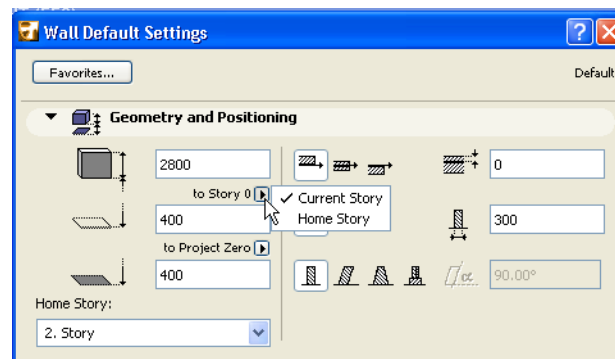 Wall Default Settings
Favorites...
Default
Geometry and Positioning
2800
0
to Story 0
Current Story
Home Story
400
300
to Project Zero
400
α
90.00°
Home Story:
2. Story